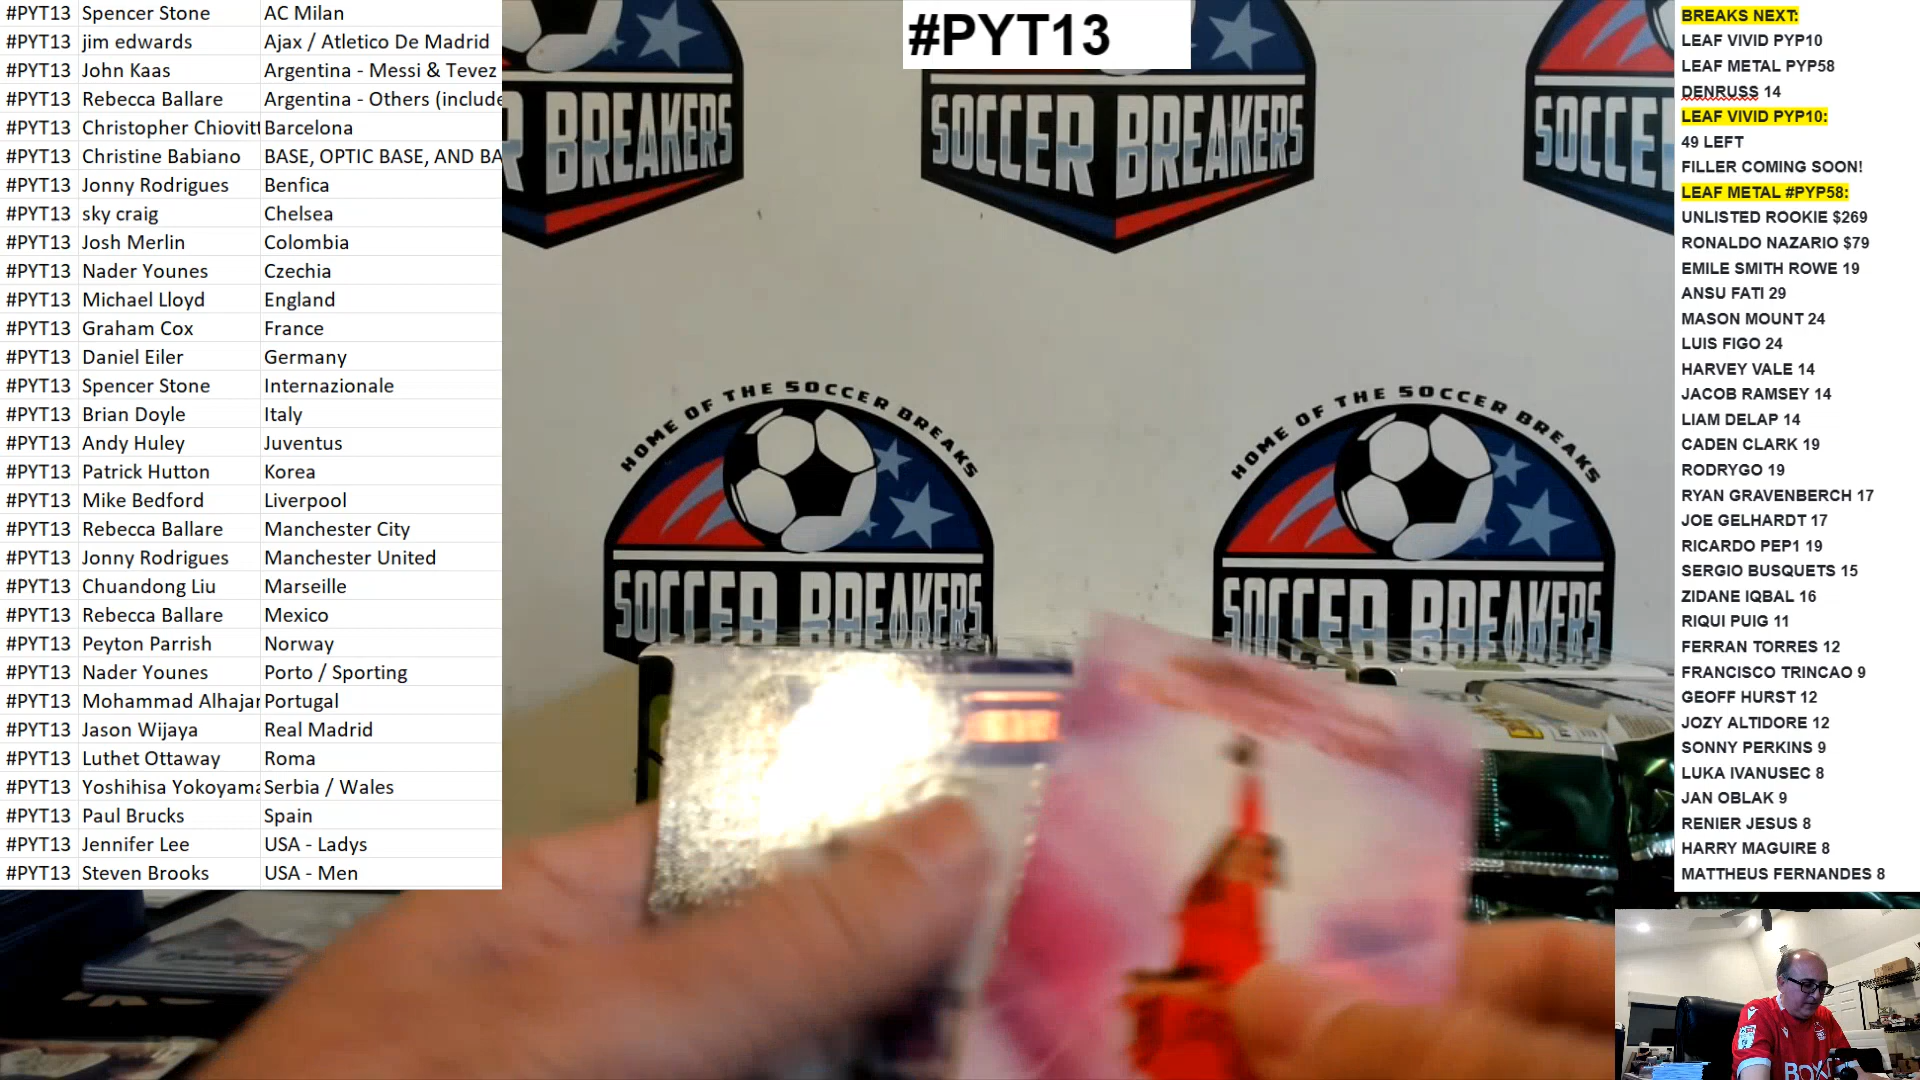 #PYT13 Spencer Stone AC Milan
#PYT13 jim edwards Ajax / Atletico De Madrid
#PYT13 John Kaas Argentina - Messi & Tevez
#PYT13 Rebecca Ballare Argentina - Others (include
#PYT13 Christopher Chiovitt Barcelona
#PYT13 Christine Babiano BASE, OPTIC BASE, AND BA
#PYT13 Jonny Rodrigues Benfica
#PYT13 sky craig Chelsea
#PYT13 Josh Merlin Colombia
#PYT13 Nader Younes Czechia
#PYT13 Michael Lloyd England
#PYT13 Graham Cox France
#PYT13 Daniel Eiler Germany
#PYT13 Spencer Stone Internazionale
#PYT13 Brian Doyle Italy
#PYT13 Andy Huley Juventus
#PYT13 Patrick Hutton Korea
#PYT13 Mike Bedford Liverpool
#PYT13 Rebecca Ballare Manchester City
#PYT13 Jonny Rodrigues Manchester United
#PYT13 Chuandong Liu Marseille
#PYT13 Rebecca Ballare Mexico
#PYT13 Peyton Parrish Norway
#PYT13 Nader Younes Porto / Sporting
#PYT13 Mohammad Alhajar Portugal
#PYT13 Jason Wijaya Real Madrid
#PYT13 Luthet Ottaway Roma
#PYT13 Yoshihisa Yokoyama Serbia / Wales
#PYT13 Paul Brucks Spain
#PYT13 Jennifer Lee USA - Ladys
#PYT13 Steven Brooks USA - Men
#PYT13
R BREAKERS
SOCCER BREAKERS
SOCCE
HOME OF THE SOCCER BREAKS
SOCCER BREAKERS
HOME OF THE SOCCER BREAKS
SOCCER BREAKERS
BREAKS NEXT:
LEAF VIVID PYP10
LEAF METAL PYP58
DENRUSS 14
LEAF VIVID PYP10:
49 LEFT
FILLER COMING SOON!
LEAF METAL #PYP58:
UNLISTED ROOKIE $269
RONALDO NAZARIO $79
EMILE SMITH ROWE 19
ANSU FATI 29
MASON MOUNT 24
LUIS FIGO 24
HARVEY VALE 14
JACOB RAMSEY 14
LIAM DELAP 14
CADEN CLARK 19
RODRYGO 19
RYAN GRAVENBERCH 17
JOE GELHARDT 17
RICARDO PEP1 19
SERGIO BUSQUETS 15
ZIDANE IQBAL 16
RIQUI PUIG 11
FERRAN TORRES 12
FRANCISCO TRINCAO 9
GEOFF HURST 12
JOZY ALTIDORE 12
SONNY PERKINS 9
LUKA IVANUSEC 8
JAN OBLAK 9
RENIER JESUS 8
HARRY MAGUIRE 8
MATTHEUS FERNANDES 8